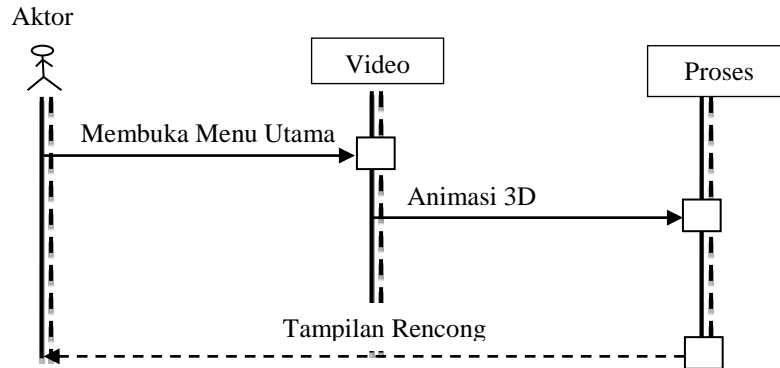 Aktor
Video
Proses
Membuka Menu Utama
Animasi 3D
Tampilan Rencong